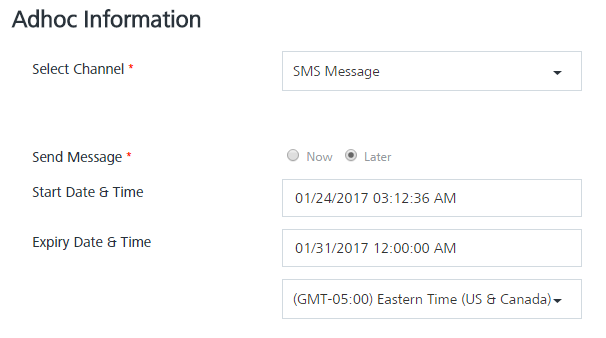 Adhoc Information
Select Channel *
SMS Message
Send Message *
Now Later
Start Date & Time
01/24/2017 03:12:36 AM
Expiry Date & Time
01/31/2017 12:00:00 AM
(GMT-05:00) Eastern Time (US & Canada)